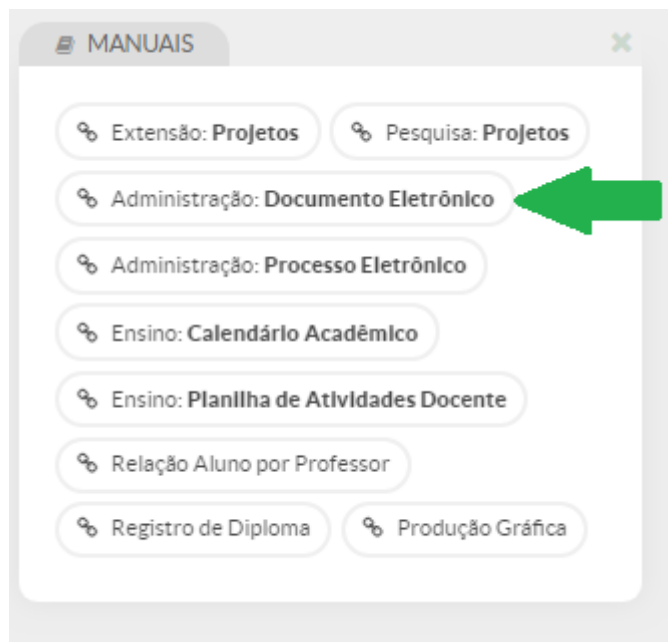 MANUAIS
Extensão: Projetos
Pesquisa: Projetos
Administração: Documento Eletrônico
Administração: Processo Eletrônico
Ensino: Calendário Acadêmico
Ensino: Planilha de Atividades Docente
Relação Aluno por Professor
Registro de Diploma
Produção Gráfica